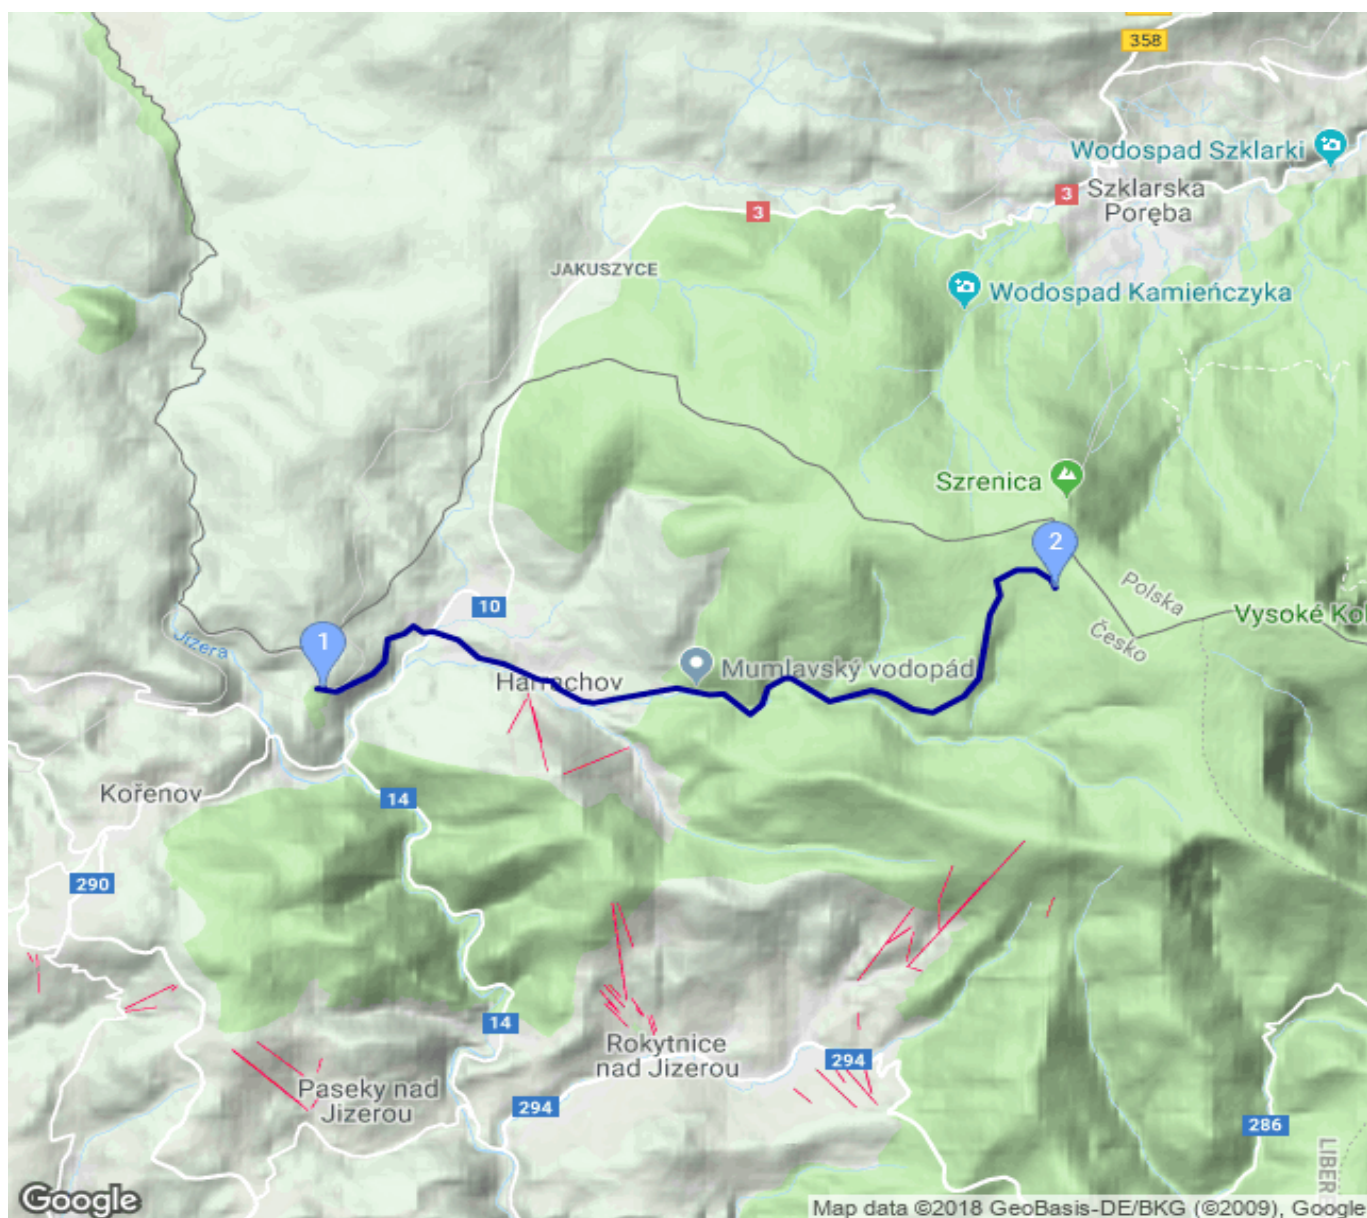 358
Wodospad Szklarki
3
Szklarska
Poręba
3
JAKUSZYCE
Wodospad Kamieńczyka
Szrenica
2
Polska
Česko
Vysoké Kol
10
Jizera
1
Mumlavský vodopád
Harrachov
Kořenov
14
290
14
Rokytnice
nad Jizerou
294
Paseky nad
Jizerou
294
286
LIBER
Google
Map data ©2018 GeoBasis-DE/BKG (©2009), Google